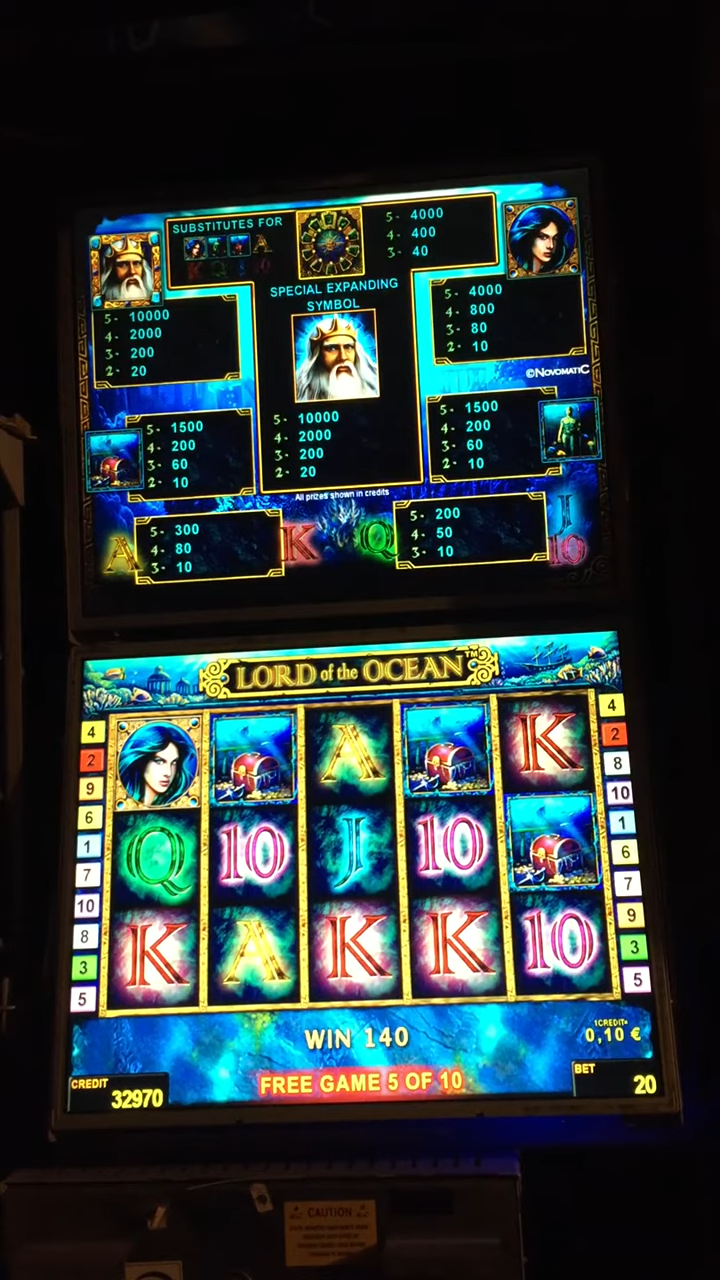 SUBSTITUTES FOR
A
K Q J 10
5- 4000
4- 400
3- 40
SPECIAL EXPANDING
SYMBOL
5- 10000
4- 2000
3- 200
2- 20
5- 4000
4- 800
3- 80
2- 10
©NOVOMATIC
5- 10000
4- 2000
3- 200
2- 20
5- 1500
4- 200
3- 60
2- 10
5- 1500
4- 200
3- 60
2- 10
All prizes shown in credits
A
5- 300
4- 80
3- 10
K
Q
5- 200
4- 50
3- 10
J
10
LORD of the OCEAN™
4 4
2 A K 2
9 8
6 10
1 Q 10 J 10 1
7 6
10 7
8 9
3 K A K K 10 3
5 5
WIN 140
1CREDIT=
0,10 €
CREDIT
32970
FREE GAME 5 OF 10
BET
20
CAUTION